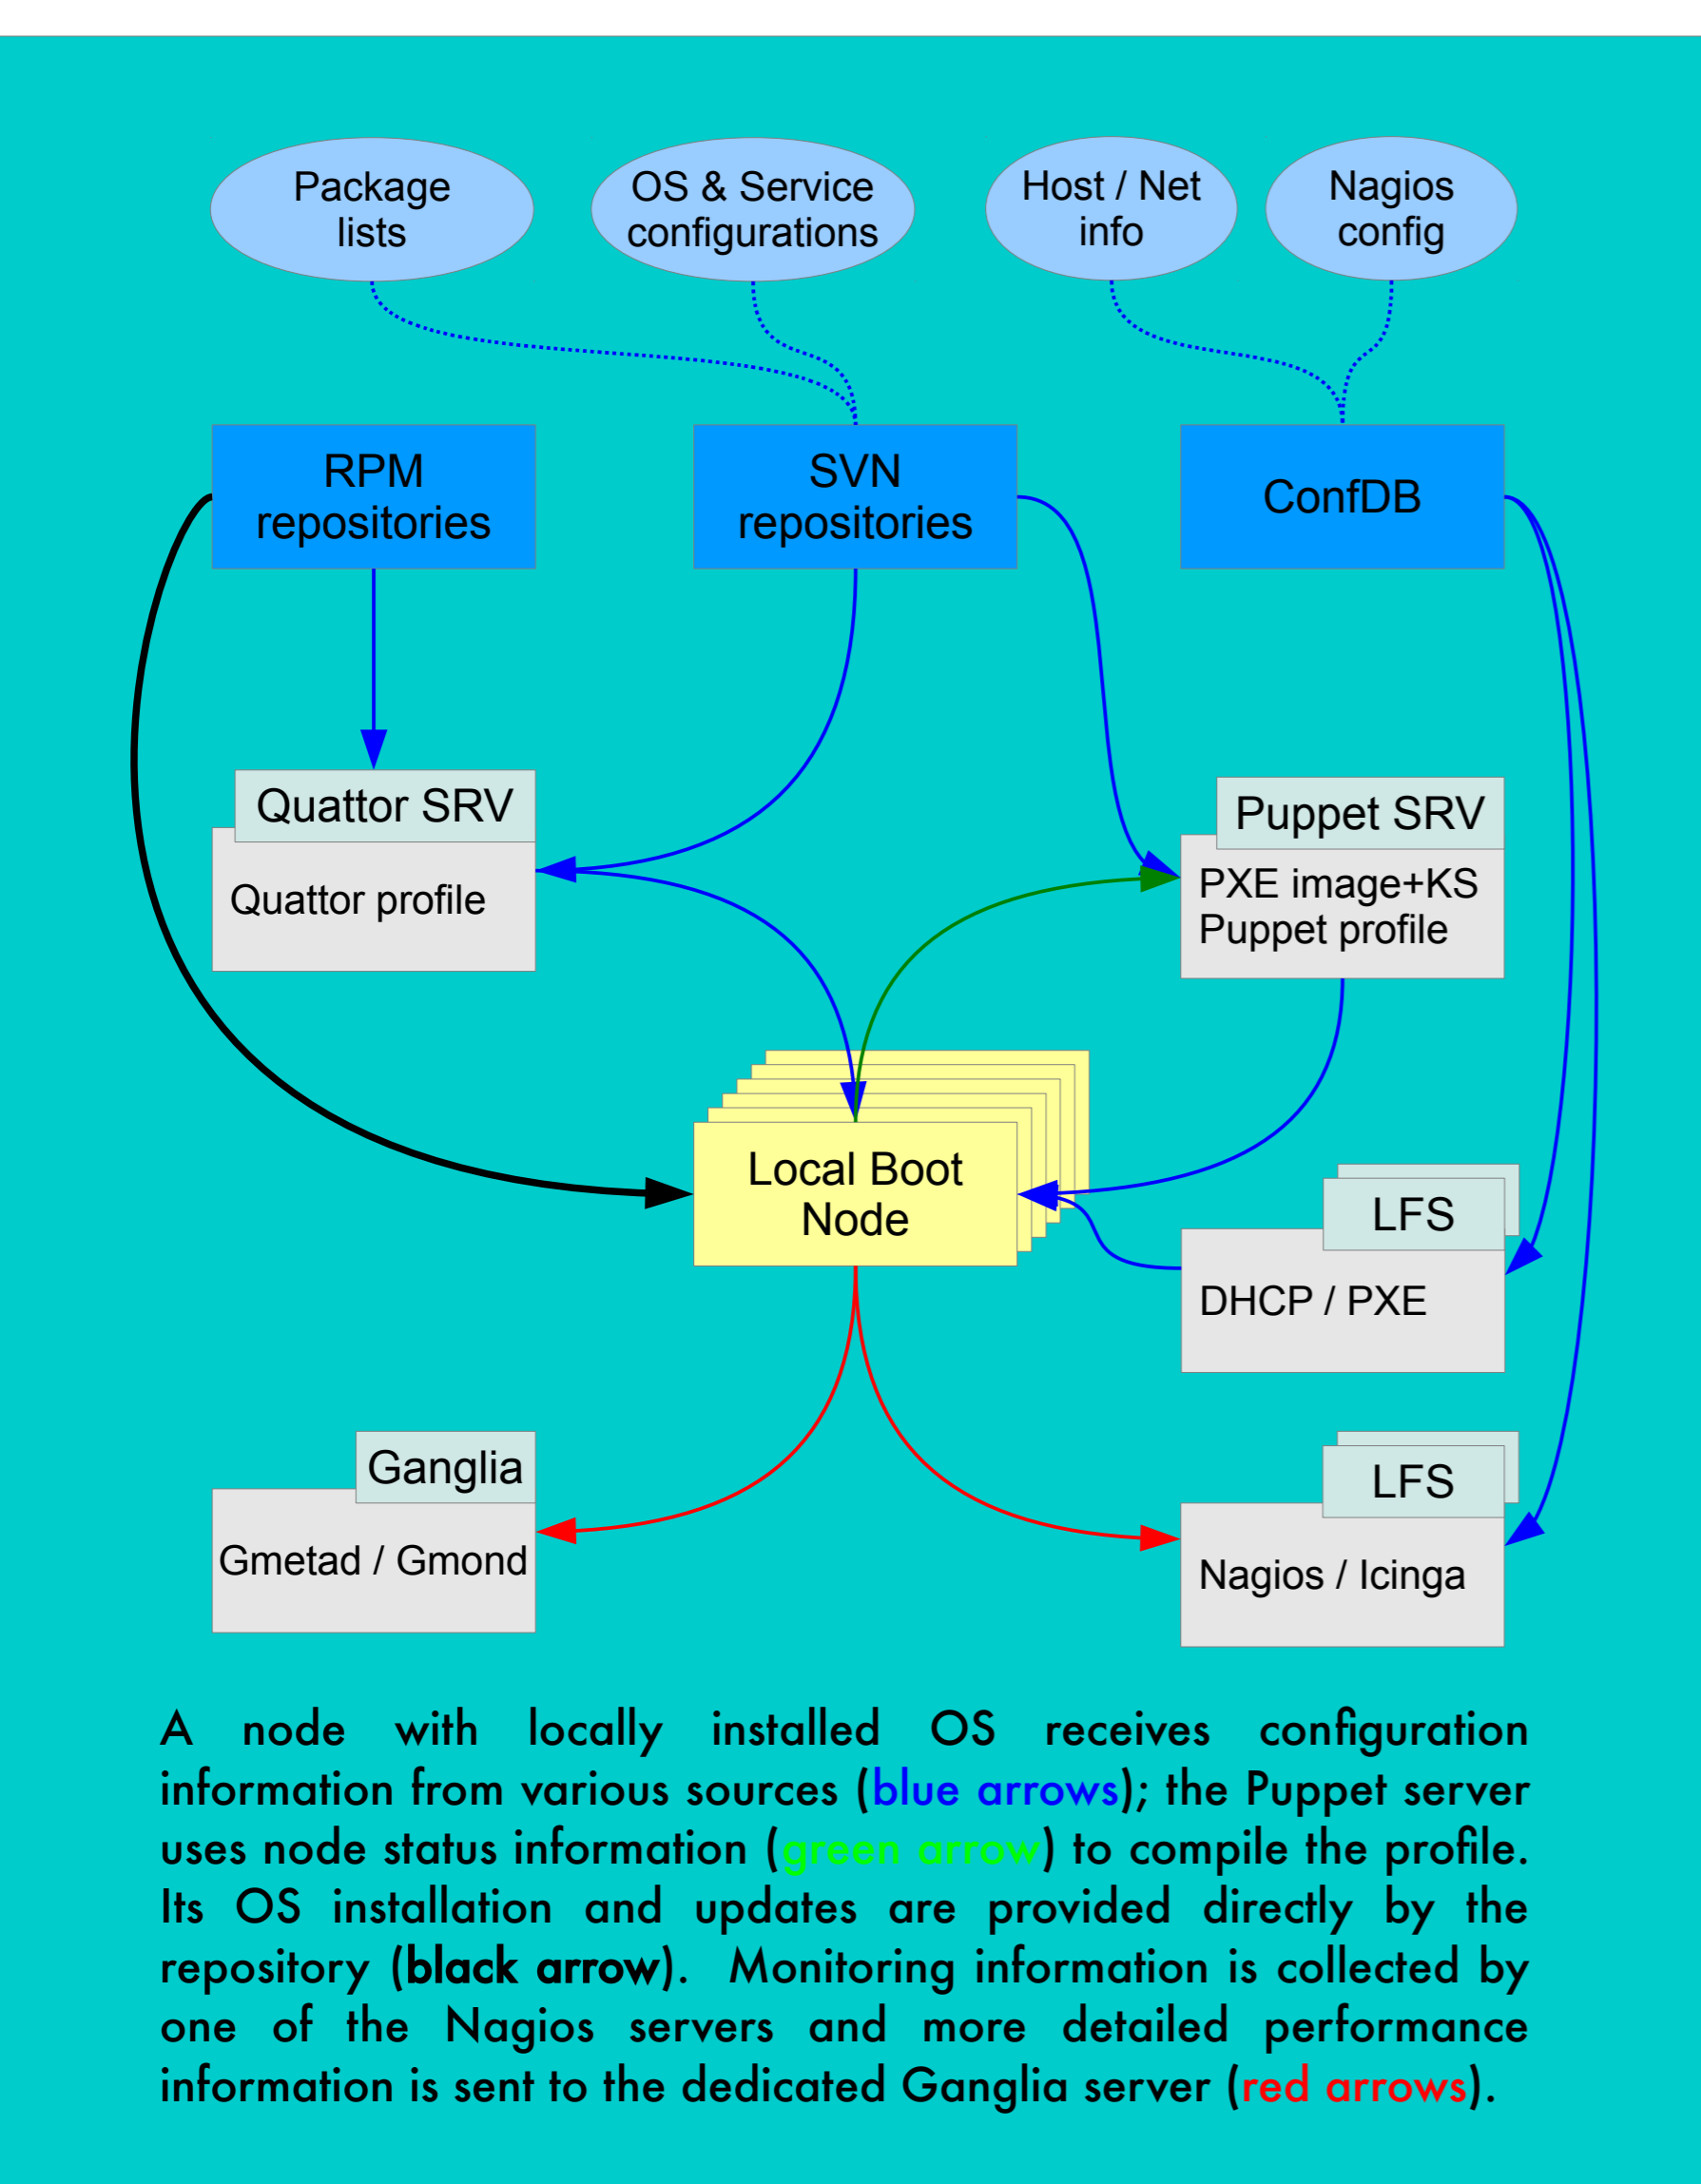 Package
lists
OS & Service
configurations
Host / Net
info
Nagios
config
RPM
repositories
SVN
repositories
ConfDB
Quattor SRV
Quattor profile
Puppet SRV
PXE image+KS
Puppet profile
Local Boot
Node
LFS
DHCP / PXE
Ganglia
Gmetad / Gmond
LFS
Nagios / Icinga
A node with locally installed OS receives configuration
information from various sources (blue arrows); the Puppet server
uses node status information (green arrow) to compile the profile.
Its OS installation and updates are provided directly by the
repository (black arrow). Monitoring information is collected by
one of the Nagios servers and more detailed performance
information is sent to the dedicated Ganglia server (red arrows).